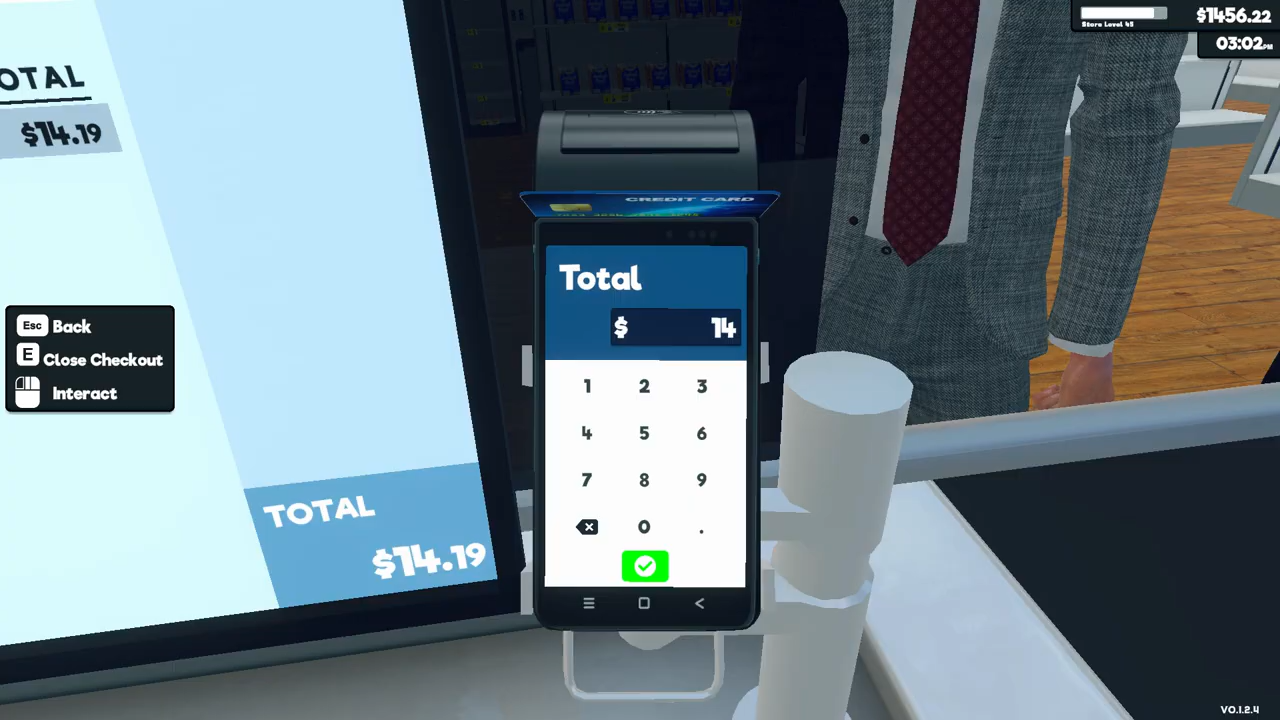 OTAL
$14.19
TOTAL
$14.19
Esc Back
E Close Checkout
Interact
CREDIT CARD
Total
$ 14
1 2 3
4 5 6
7 8 9
0 .
$1456.22
Store Level 45
03:02PM
V0.1.2.4